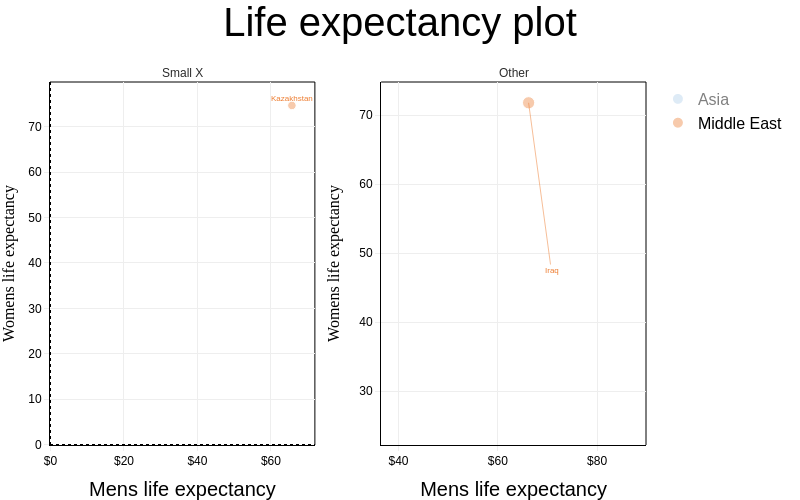 Life expectancy plot
Small X
Other
Kazakhstan
Iraq
70
60
50
40
30
20
10
0
$0
$20
$40
$60
Mens life expectancy
Womens life expectancy
70
60
50
40
30
$40
$60
$80
Mens life expectancy
Womens life expectancy
Asia
Middle East